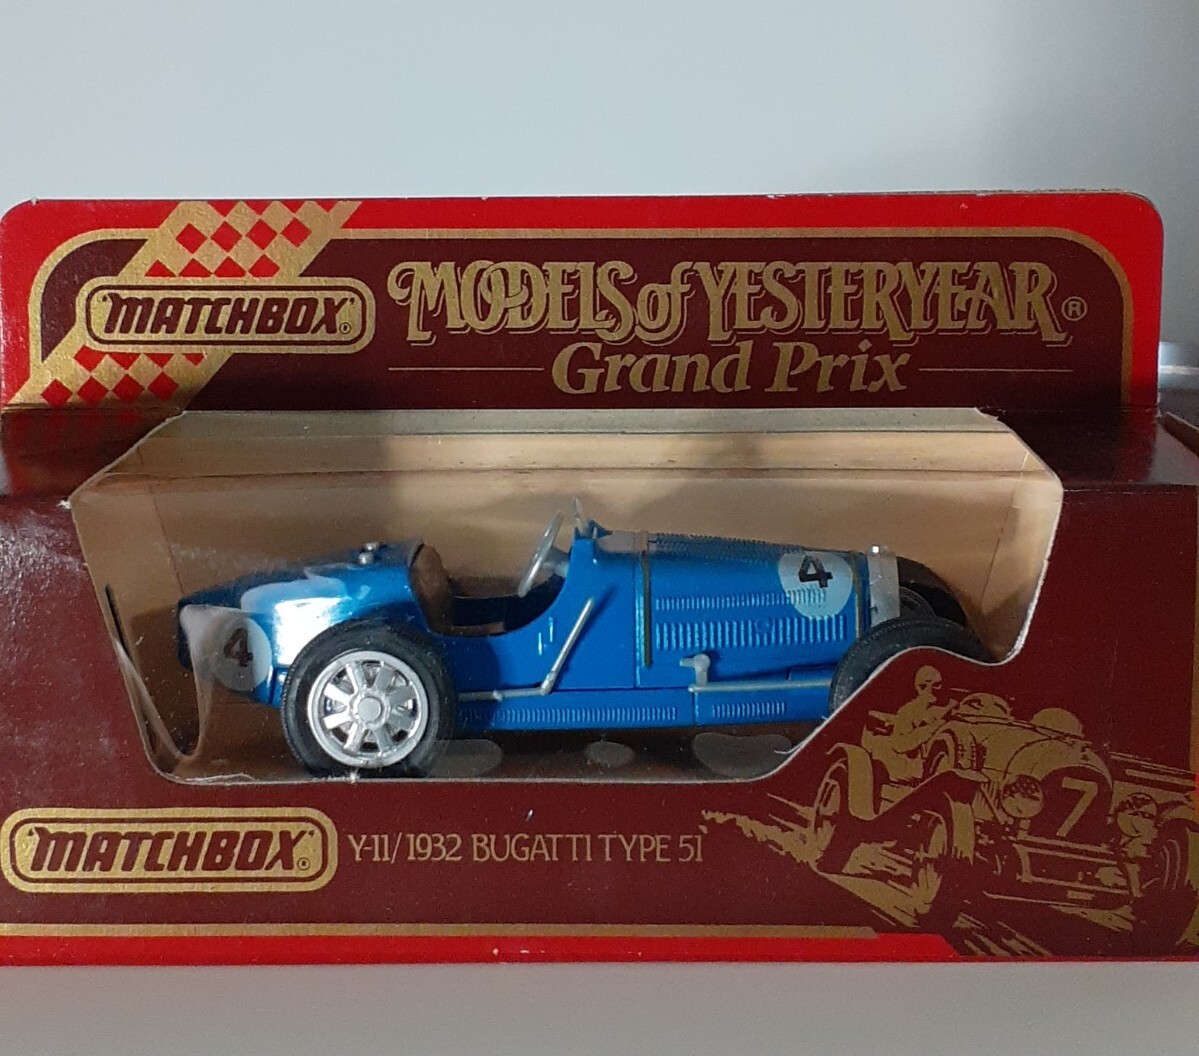 MATCHBOX®
MODELS of YESTERYEAR®
Grand Prix
4
4
7
MATCHBOX®
Y-11/1932 BUGATTI TYPE 51